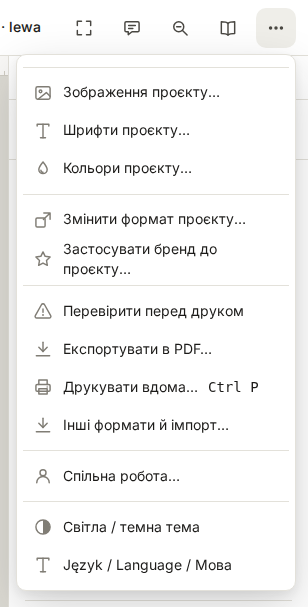 · lewa
Зображення проєкту...
Шрифти проєкту...
Кольори проєкту...
Змінити формат проєкту...
Застосувати бренд до
проєкту...
Перевірити перед друком
Експортувати в PDF...
Друкувати вдома... Ctrl P
Інші формати й імпорт...
Спільна робота...
Світла / темна тема
Język / Language / Мова